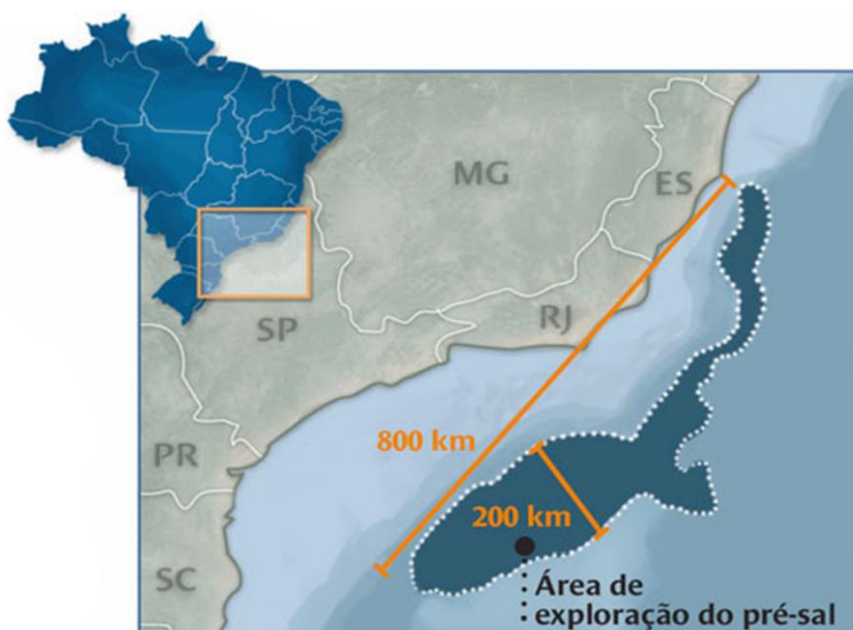 MG
ES
SP
RJ
800 km
PR
200 km
SC
Área de
exploração do pré-sal